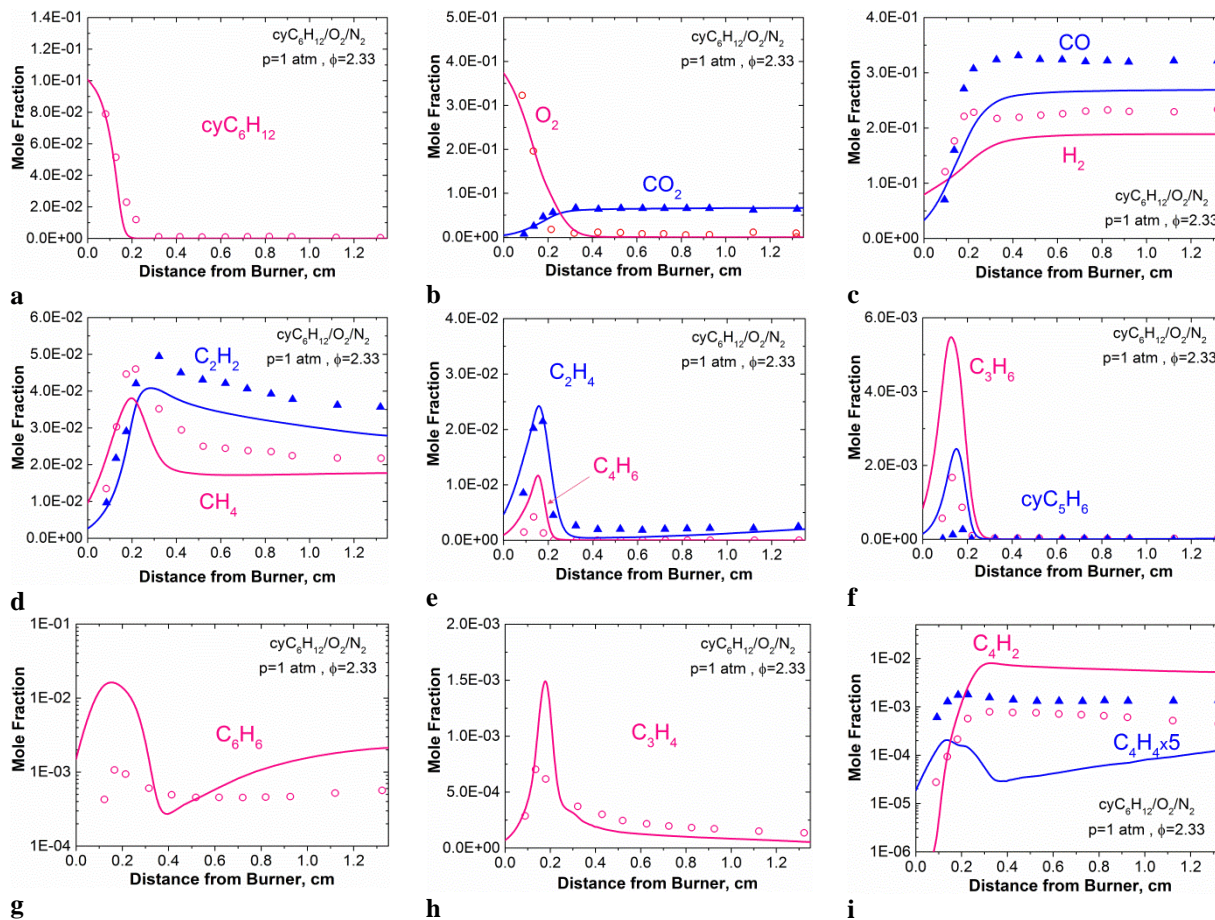 1.4E-01
1.2E-01
1.0E-01
8.0E-02
6.0E-02
4.0E-02
2.0E-02
0.0E+00
Mole Fraction
cyC₆H₁₂/O₂/N₂
p=1 atm , ϕ=2.33
cyC₆H₁₂
0.0 0.2 0.4 0.6 0.8 1.0 1.2
Distance from Burner, cm
a
5.0E-01
4.0E-01
3.0E-01
2.0E-01
1.0E-01
0.0E+00
Mole Fraction
cyC₆H₁₂/O₂/N₂
p=1 atm , ϕ=2.33
O₂
CO₂
0.0 0.2 0.4 0.6 0.8 1.0 1.2
Distance from Burner, cm
b
4.0E-01
3.0E-01
2.0E-01
1.0E-01
0.0E+00
Mole Fraction
CO
H₂
cyC₆H₁₂/O₂/N₂
p=1 atm , ϕ=2.33
0.0 0.2 0.4 0.6 0.8 1.0 1.2
Distance from Burner, cm
c
6.0E-02
5.0E-02
4.0E-02
3.0E-02
2.0E-02
1.0E-02
0.0E+00
Mole Fraction
cyC₆H₁₂/O₂/N₂
p=1 atm , ϕ=2.33
C₂H₂
CH₄
0.0 0.2 0.4 0.6 0.8 1.0 1.2
Distance from Burner, cm
d
4.0E-02
3.0E-02
2.0E-02
1.0E-02
0.0E+00
Mole Fraction
cyC₆H₁₂/O₂/N₂
p=1 atm , ϕ=2.33
C₂H₄
C₄H₆
0.0 0.2 0.4 0.6 0.8 1.0 1.2
Distance from Burner, cm
e
6.0E-03
4.0E-03
2.0E-03
0.0E+00
Mole Fraction
cyC₆H₁₂/O₂/N₂
p=1 atm , ϕ=2.33
C₃H₆
cyC₅H₆
0.0 0.2 0.4 0.6 0.8 1.0 1.2
Distance from Burner, cm
f
1E-01
1E-02
1E-03
1E-04
Mole Fraction
cyC₆H₁₂/O₂/N₂
p=1 atm , ϕ=2.33
C₆H₆
0.0 0.2 0.4 0.6 0.8 1.0 1.2
Distance from Burner, cm
g
2.0E-03
1.5E-03
1.0E-03
5.0E-04
0.0E+00
Mole Fraction
cyC₆H₁₂/O₂/N₂
p=1 atm , ϕ=2.33
C₃H₄
0.0 0.2 0.4 0.6 0.8 1.0 1.2
Distance from Burner, cm
h
1E-02
1E-03
1E-04
1E-05
1E-06
Mole Fraction
C₄H₂
C₄H₄x5
cyC₆H₁₂/O₂/N₂
p=1 atm , ϕ=2.33
0.0 0.2 0.4 0.6 0.8 1.0 1.2
Distance from Burner, cm
i